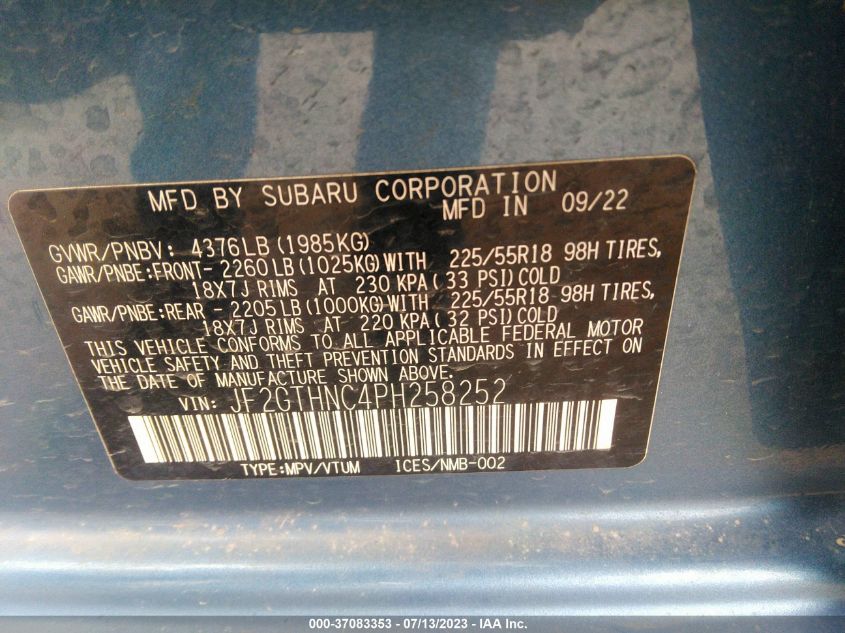 MFD BY SUBARU CORPORATION
MFD IN 09/22
GVWR/PNBV: 4376LB (1985KG)
GAWR/PNBE:FRONT- 2260LB (1025KG) WITH 225/55R18 98H TIRES,
18X7J RIMS AT 230 KPA ( 33 PSI) COLD
GAWR/PNBE:REAR - 2205LB (1000KG) WITH 225/55R18 98H TIRES,
18X7J RIMS AT 220 KPA ( 32 PSI) COLD
THIS VEHICLE CONFORMS TO ALL APPLICABLE FEDERAL MOTOR
VEHICLE SAFETY AND THEFT PREVENTION STANDARDS IN EFFECT ON
THE DATE OF MANUFACTURE SHOWN ABOVE.
VIN: JF2GTHNC4PH258252
TYPE:MPV/VTUM ICES/NMB-002
000-37083353 - 07/13/2023 - IAA Inc.